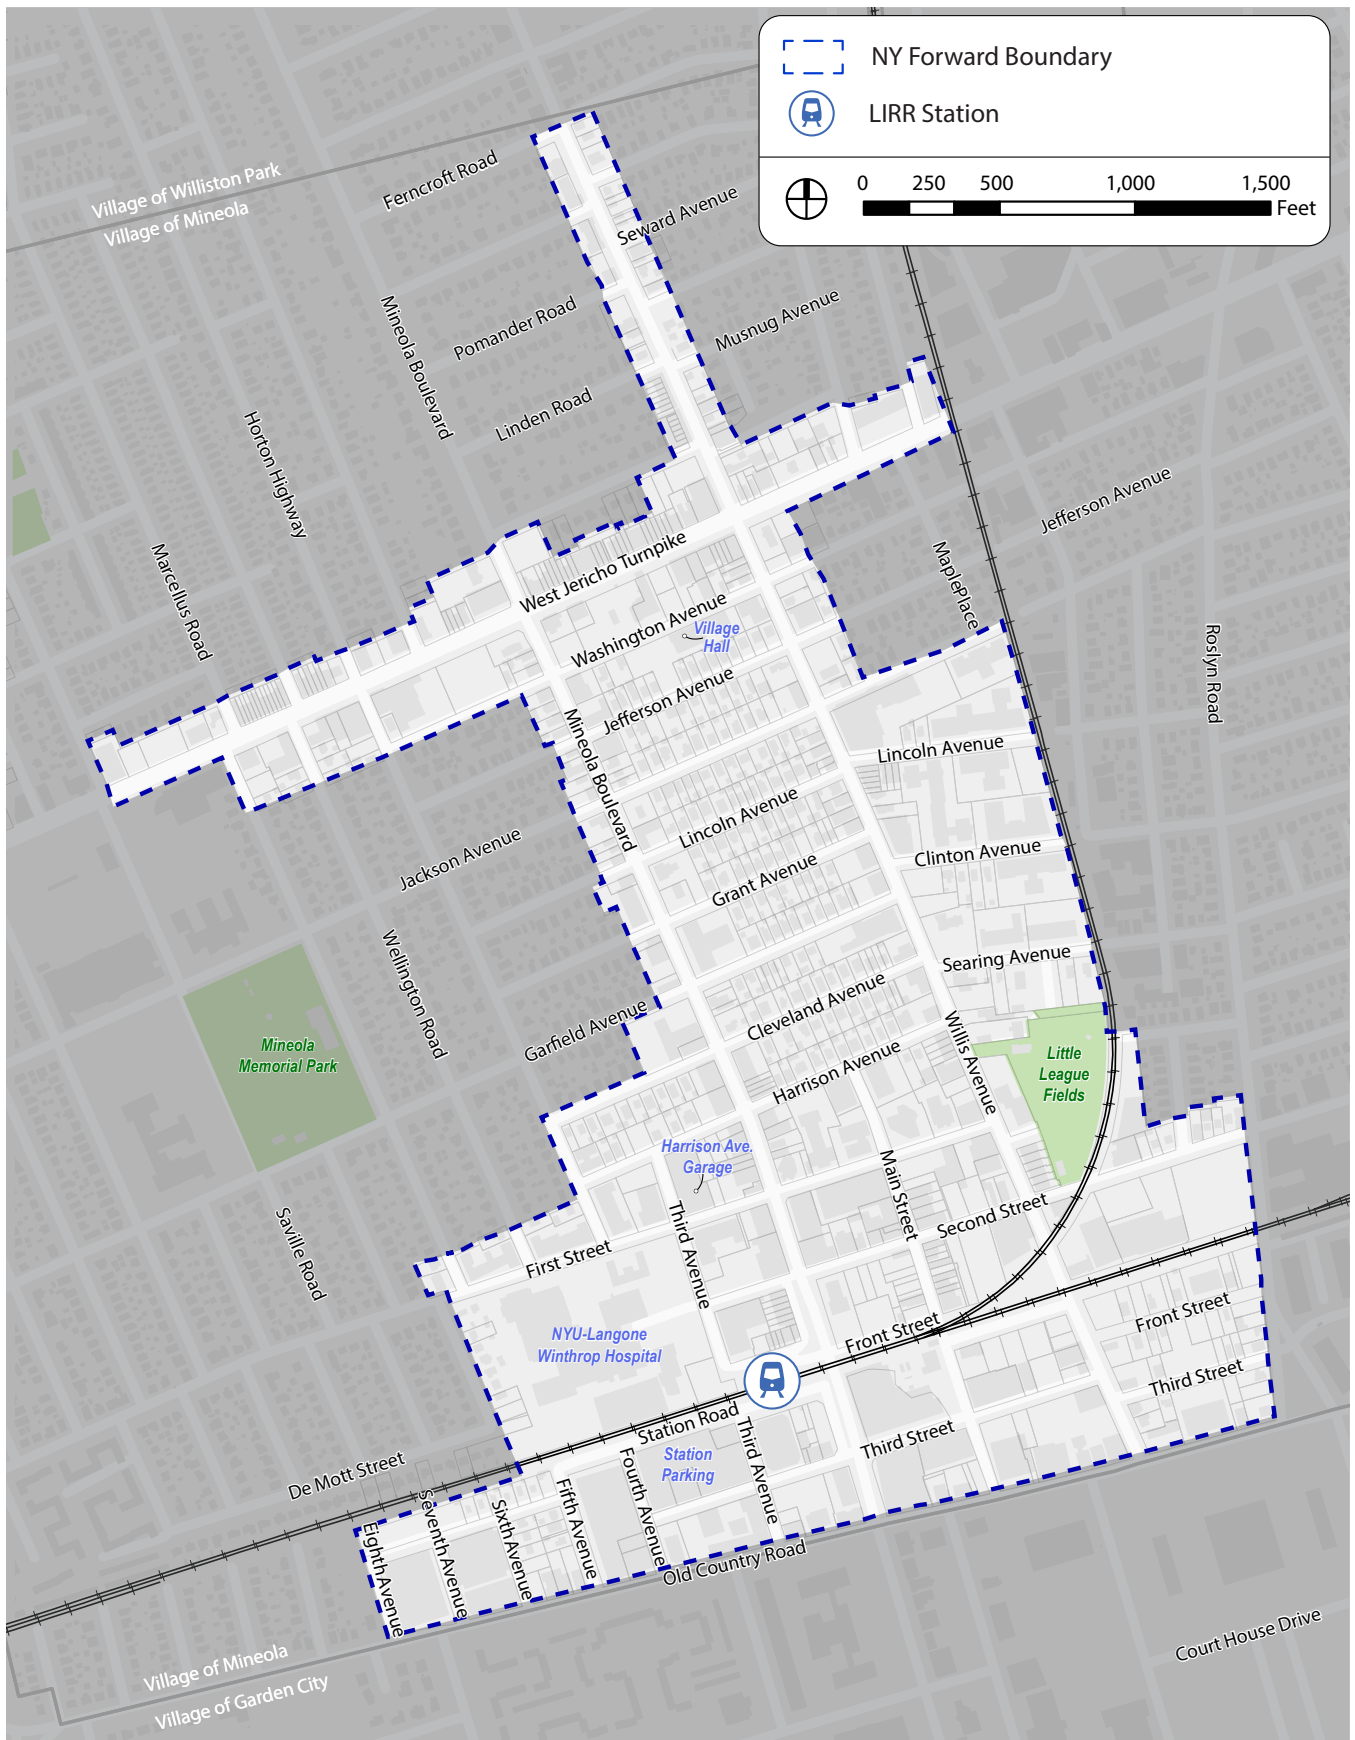 NY Forward Boundary
LIRR Station
0 250 500 1,000 1,500
Feet
Village of Williston Park
Village of Mineola
Ferncroft Road
Seward Avenue
Mineola Boulevard
Pomander Road
Musnug Avenue
Linden Road
Horton Highway
Marcellus Road
Jefferson Avenue
West Jericho Turnpike
Maple Place
Washington Avenue
Village
Hall
Roslyn Road
Jefferson Avenue
Mineola Boulevard
Lincoln Avenue
Lincoln Avenue
Jackson Avenue
Clinton Avenue
Grant Avenue
Wellington Road
Searing Avenue
Cleveland Avenue
Garfield Avenue
Willis Avenue
Mineola
Memorial Park
Harrison Avenue
Little
League
Fields
Harrison Ave.
Garage
Main Street
Third Avenue
Second Street
Saville Road
First Street
Front Street
Front Street
NYU-Langone
Winthrop Hospital
Third Street
Station Road
Third Avenue
Third Street
Station
Parking
De Mott Street
Fourth Avenue
Fifth Avenue
Sixth Avenue
Seventh Avenue
Eighth Avenue
Old Country Road
Court House Drive
Village of Mineola
Village of Garden City